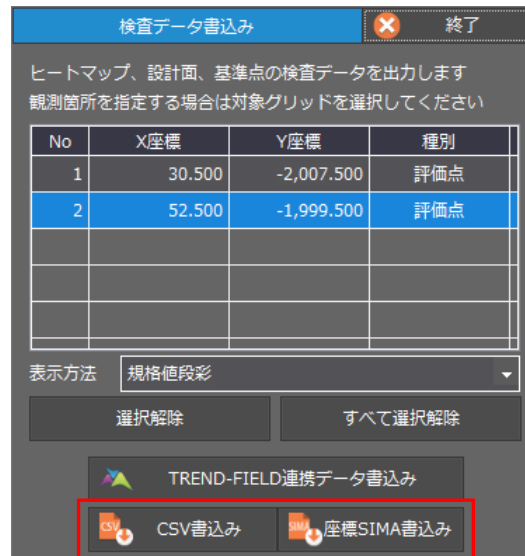 検査データ書込み 終了
ヒートマップ、設計面、基準点の検査データを出力します
観測箇所を指定する場合は対象グリッドを選択してください
No X座標 Y座標 種別
1 30.500 -2,007.500 評価点
2 52.500 -1,999.500 評価点
表示方法 規格値段彩
選択解除 すべて選択解除
TREND-FIELD連携データ書込み
CSV CSV書込み SIMA 座標SIMA書込み